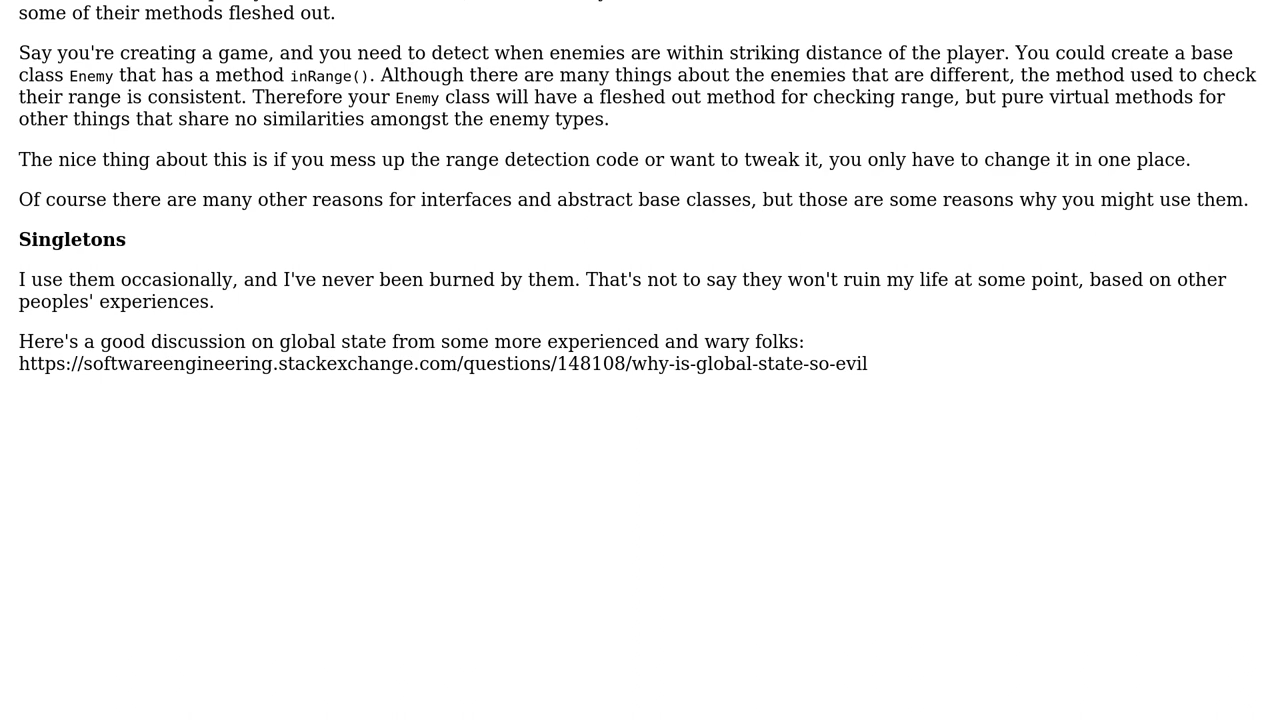 some of their methods fleshed out.
Say you're creating a game, and you need to detect when enemies are within striking distance of the player. You could create a base
class Enemy that has a method inRange(). Although there are many things about the enemies that are different, the method used to check
their range is consistent. Therefore your Enemy class will have a fleshed out method for checking range, but pure virtual methods for
other things that share no similarities amongst the enemy types.
The nice thing about this is if you mess up the range detection code or want to tweak it, you only have to change it in one place.
Of course there are many other reasons for interfaces and abstract base classes, but those are some reasons why you might use them.
Singletons
I use them occasionally, and I've never been burned by them. That's not to say they won't ruin my life at some point, based on other
peoples' experiences.
Here's a good discussion on global state from some more experienced and wary folks:
https://softwareengineering.stackexchange.com/questions/148108/why-is-global-state-so-evil